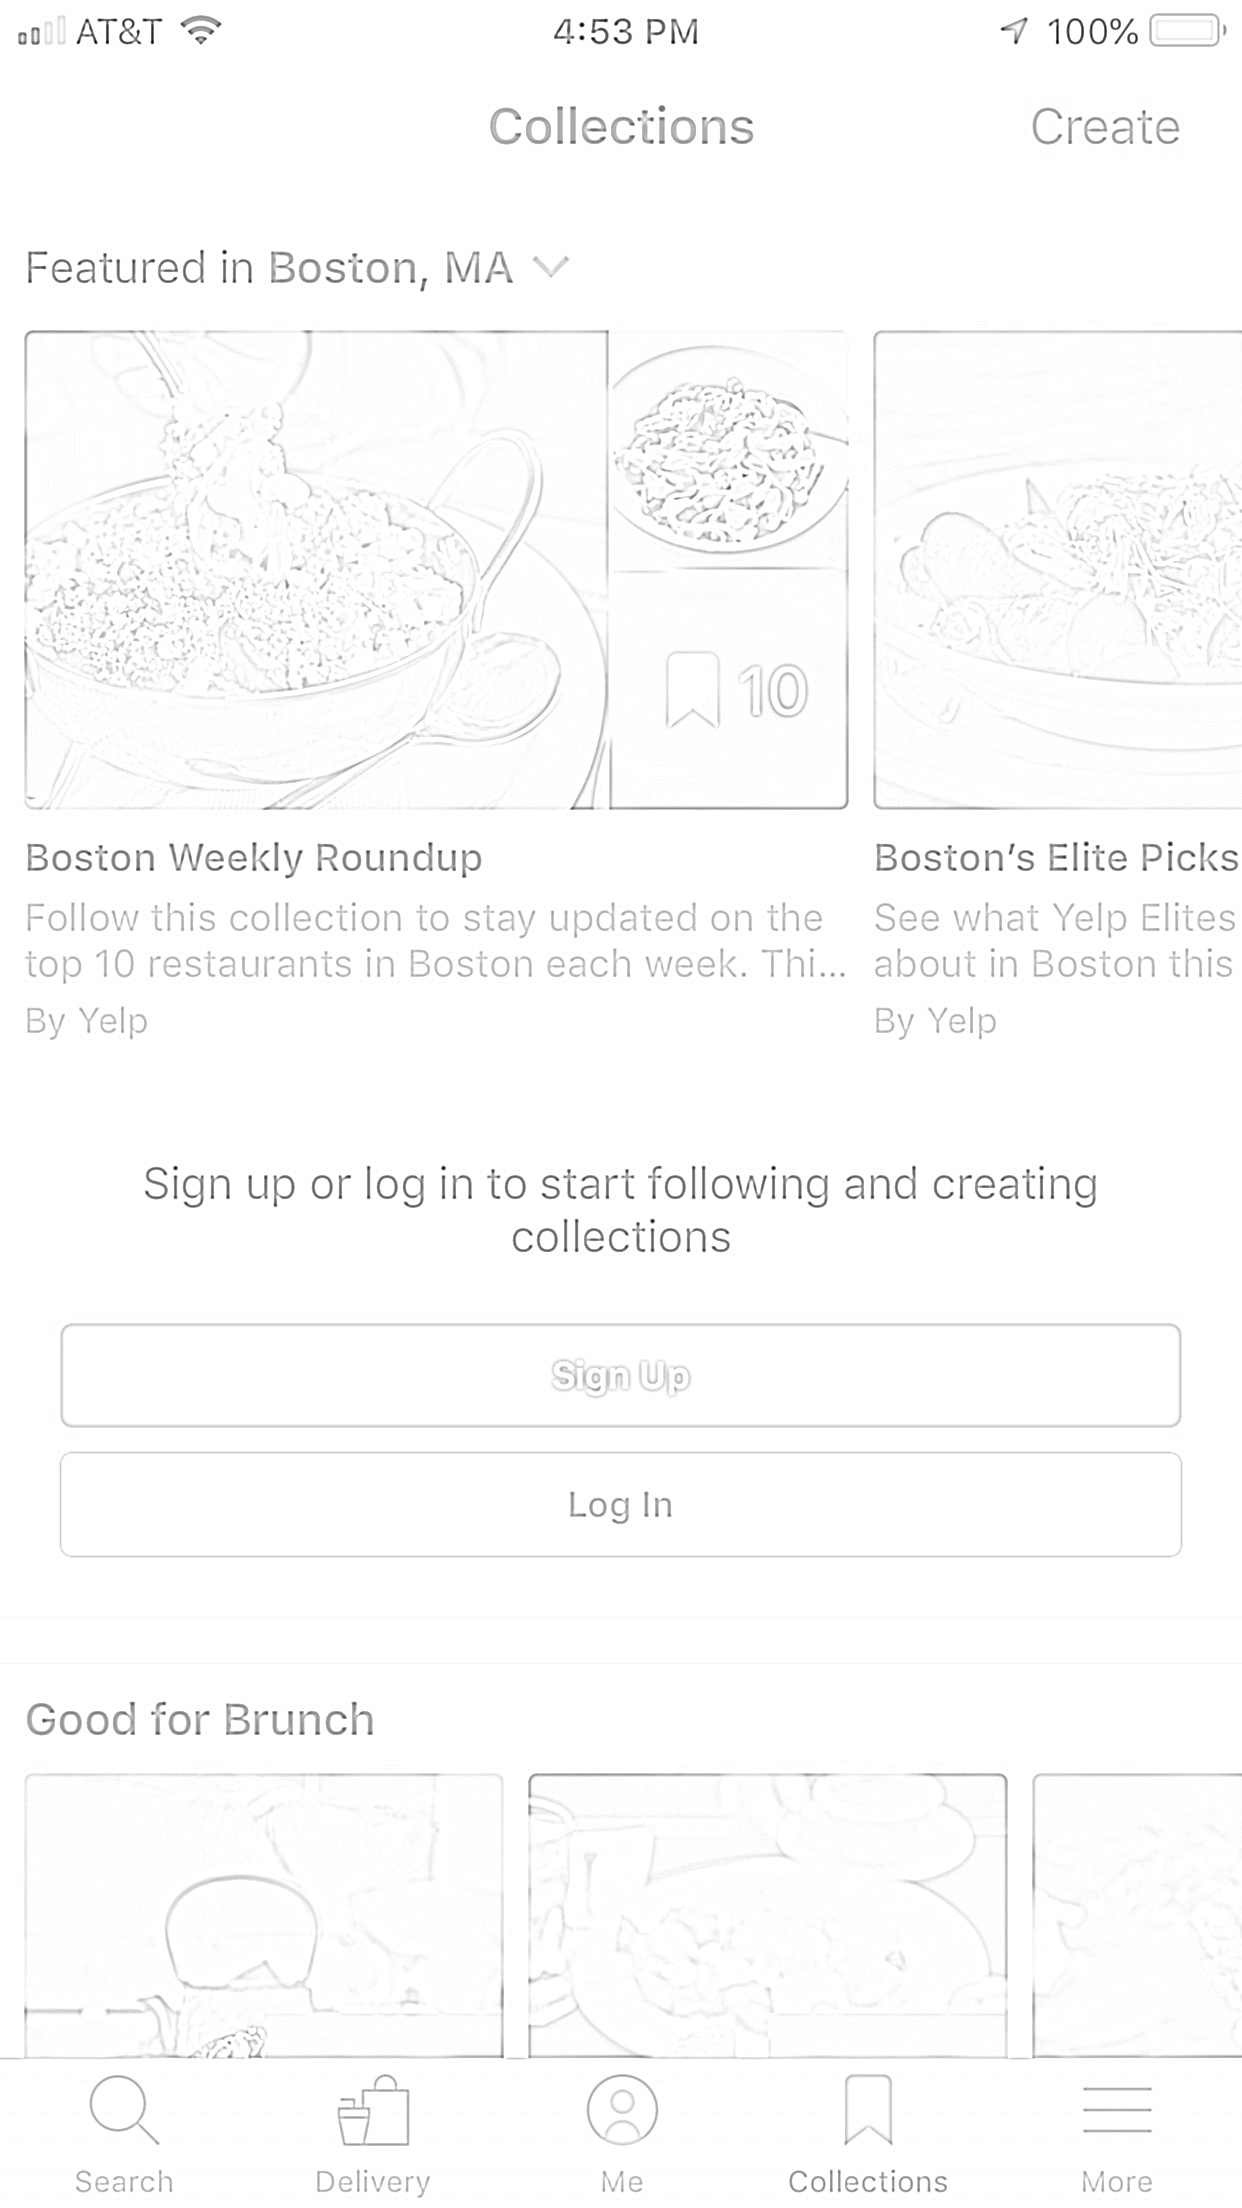 AT&T 4:53 PM 100%
Collections Create
Featured in Boston, MA
10
Boston Weekly Roundup
Follow this collection to stay updated on the
top 10 restaurants in Boston each week. Thi...
By Yelp
Boston's Elite Picks
See what Yelp Elites
about in Boston this
By Yelp
Sign up or log in to start following and creating
collections
Sign Up
Log In
Good for Brunch
Search Delivery Me Collections More